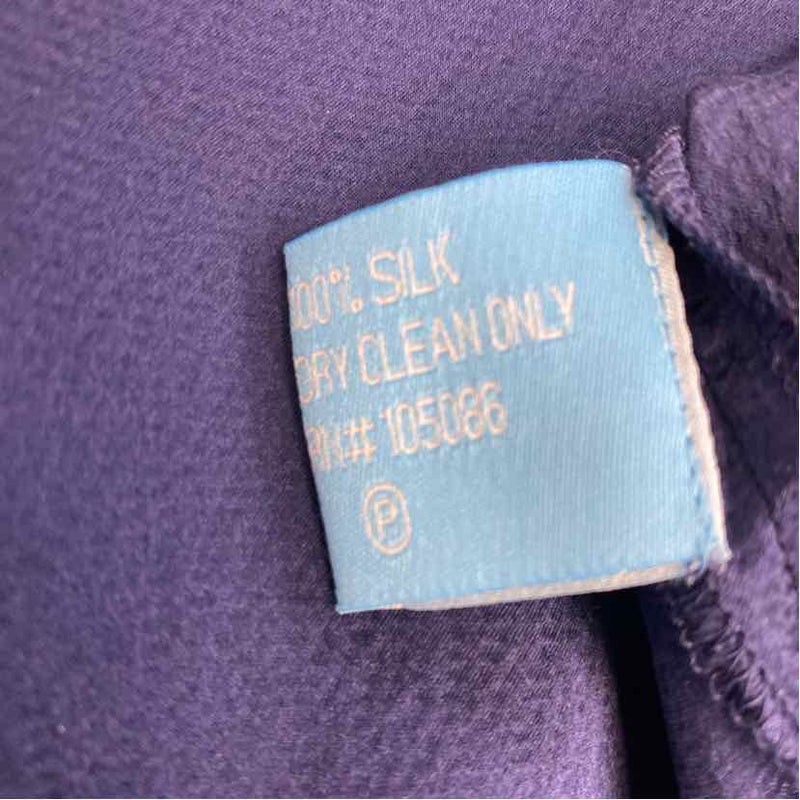 100% SILK
DRY CLEAN ONLY
RN# 105086
P